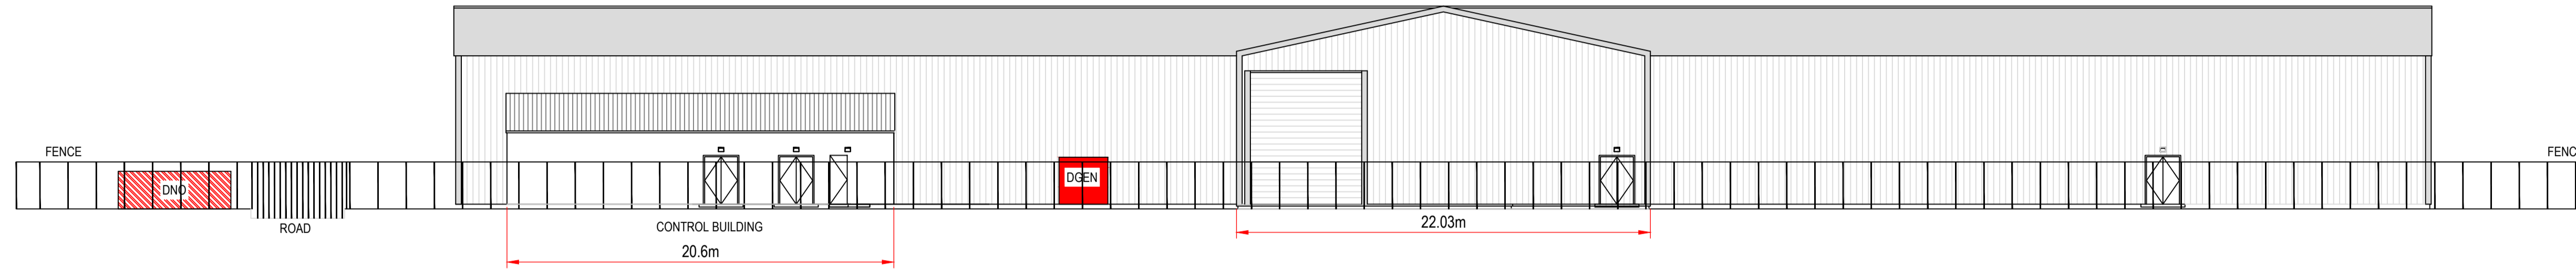 FENCE
DNO
ROAD
CONTROL BUILDING
20.6m
DGEN
22.03m
FENC